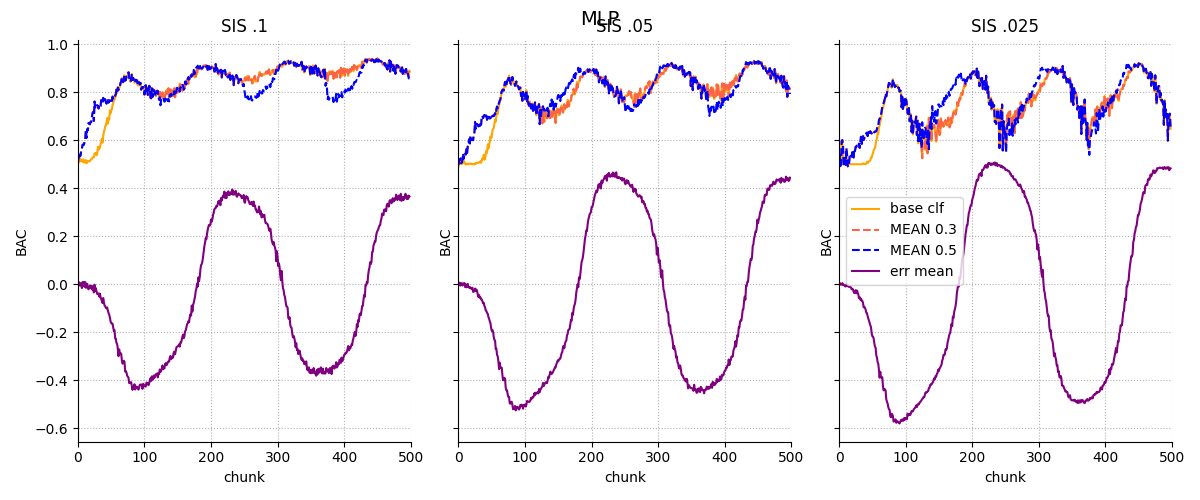 MLP
SIS .1
SIS .05
SIS .025
1.0
0.8
0.6
0.4
0.2
0.0
−0.2
−0.4
−0.6
BAC
BAC
BAC
base clf
MEAN 0.3
MEAN 0.5
err mean
0 100 200 300 400 500
0 100 200 300 400 500
0 100 200 300 400 500
chunk
chunk
chunk